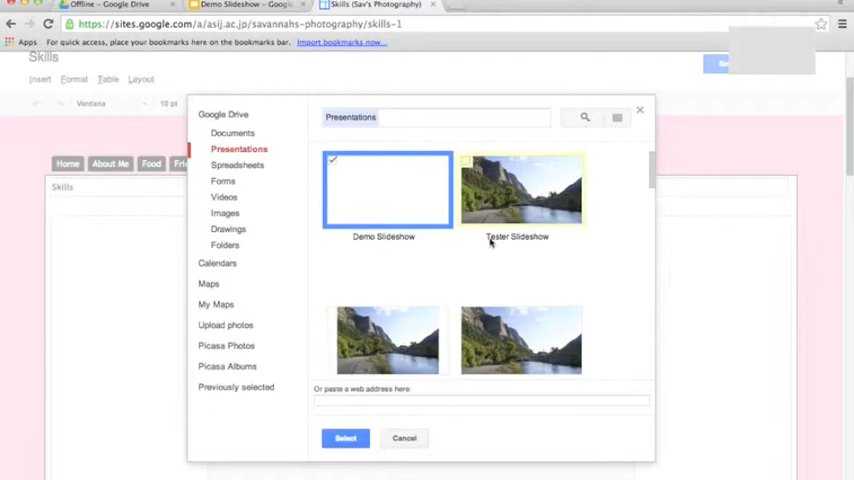 Offline – Google Drive
Demo Slideshow – Googl
Skills (Sav's Photography)
https://sites.google.com/a/asij.ac.jp/savannahs-photography/skills-1
Apps For quick access, place your bookmarks here on the bookmarks bar. Import bookmarks now...
Skills
Insert Format Table Layout
Verdana 10 pt
Home About Me Food
Skills
Google Drive
Documents
Presentations
Spreadsheets
Forms
Videos
Images
Drawings
Folders
Calendars
Maps
My Maps
Upload photos
Picasa Photos
Picasa Albums
Previously selected
Presentations
Demo Slideshow
Tester Slideshow
Or paste a web address here:
Select Cancel